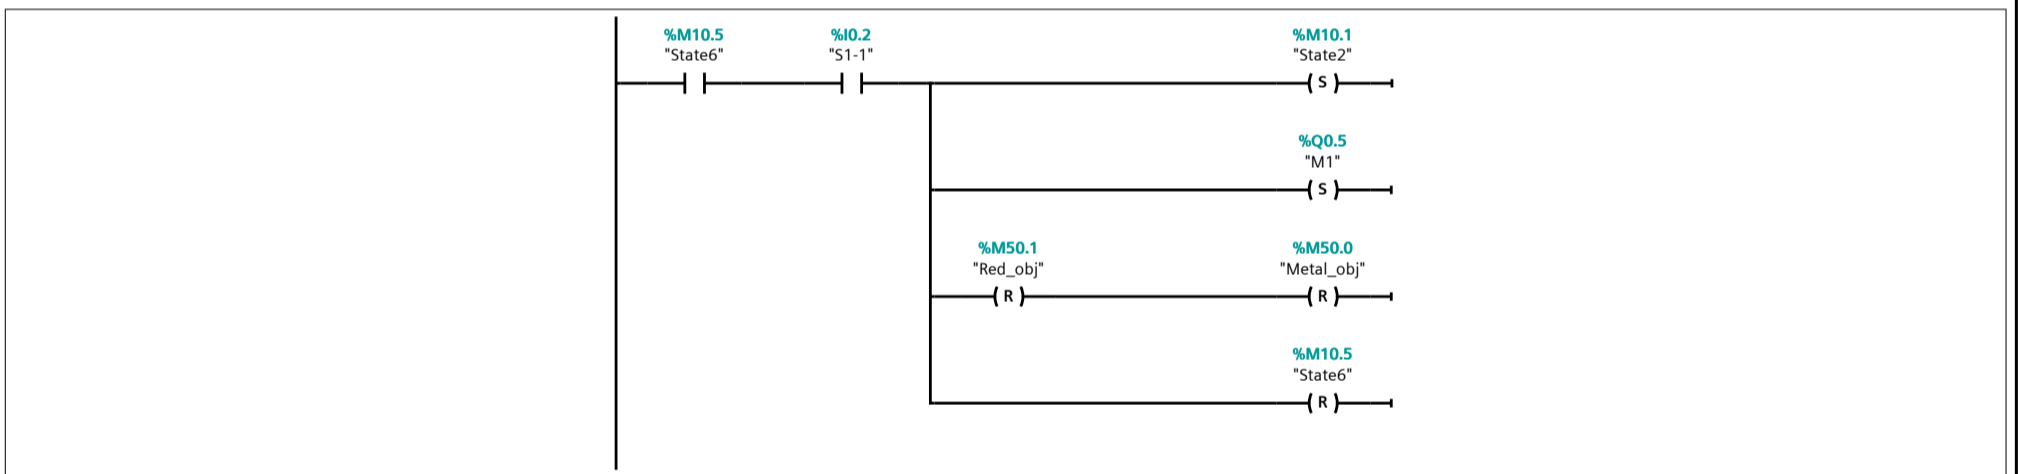 %M10.5 %I0.2 %M10.1
"State6" "S1-1" "State2"
S
%Q0.5
"M1"
S
%M50.1 %M50.0
"Red_obj" "Metal_obj"
R R
%M10.5
"State6"
R